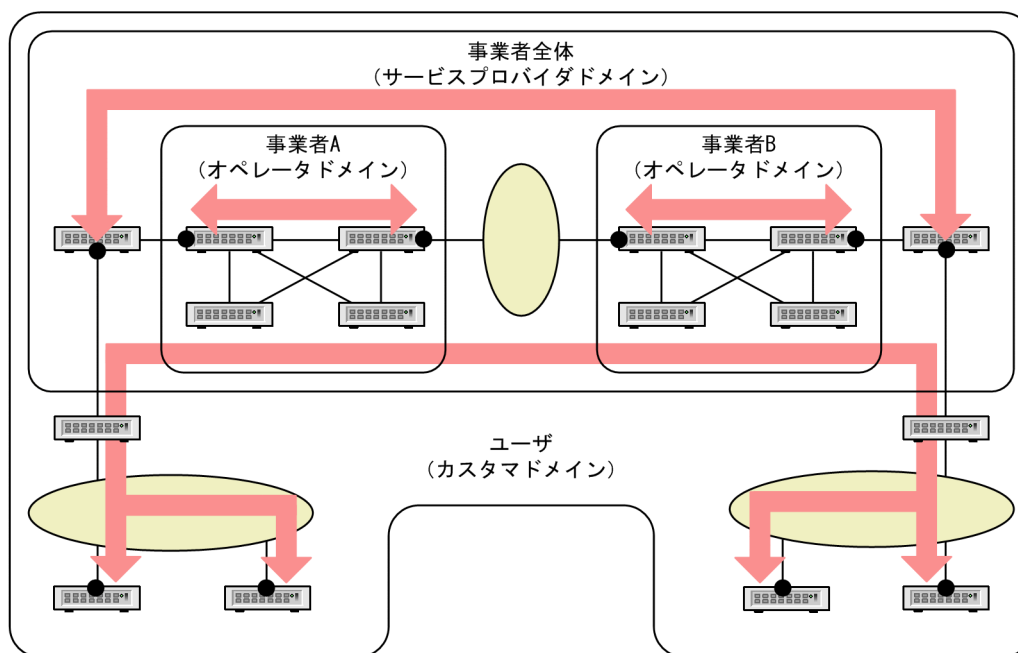 事業者全体
（サービスプロバイダドメイン）
事業者A
（オペレータドメイン）
事業者B
（オペレータドメイン）
ユーザ
（カスタマドメイン）